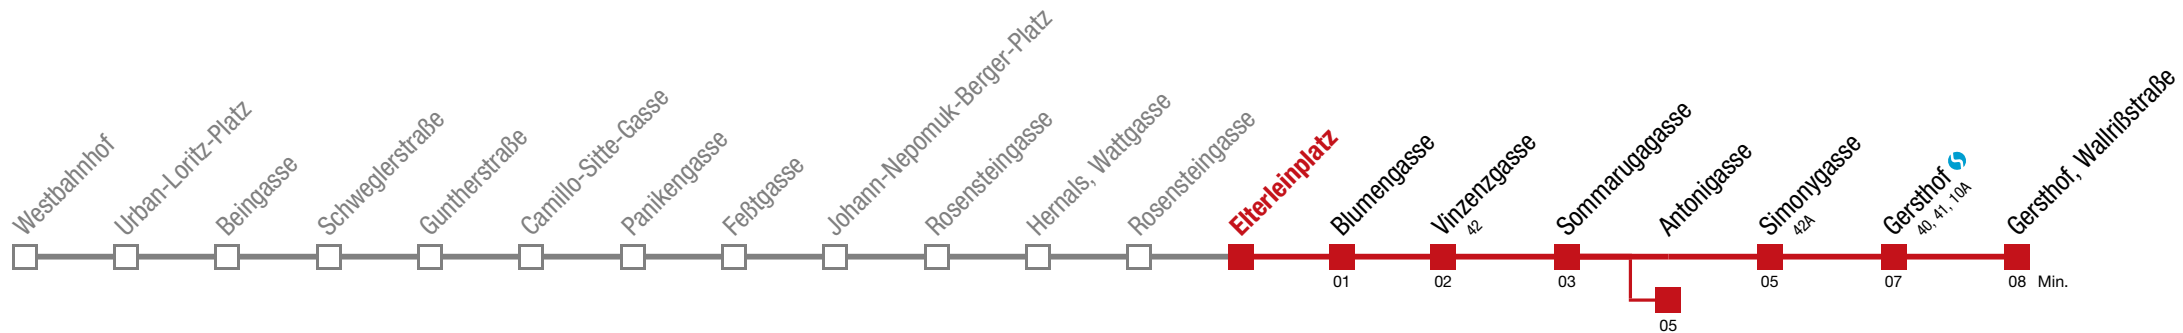 Westbahnhof
Urban-Loritz-Platz
Beingasse
Schweglerstraße
Guntherstraße
Camillo-Sitte-Gasse
Panikengasse
Feßtgasse
Johann-Nepomuk-Berger-Platz
Rosensteingasse
Hernals, Wattgasse
Rosensteingasse
Elterleinplatz
Blumengasse
Vinzenzgasse
42
Sommarugagasse
Antonigasse
Simonygasse
42A
Gersthof
40, 41, 10A
Gersthof, Wallrißstraße
01
02
03
05
07
08 Min.
05